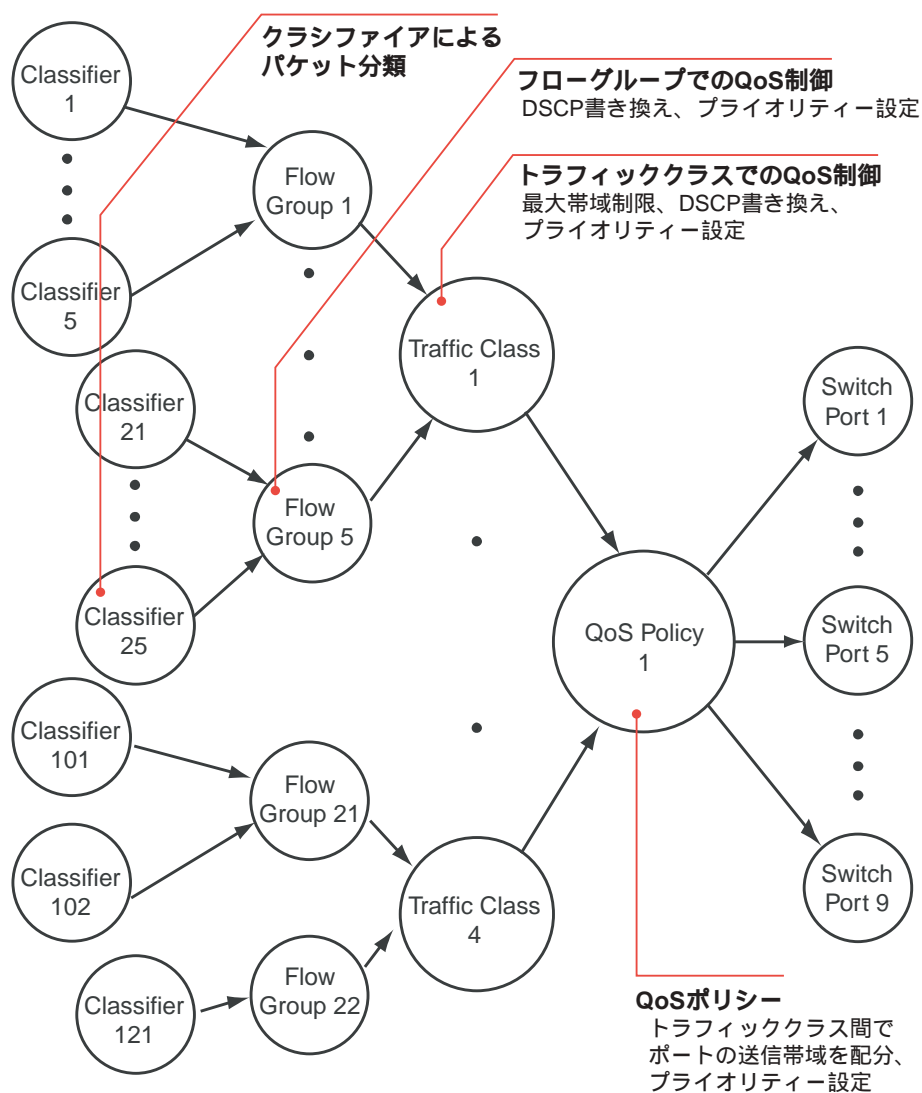 クラシファイアによる
パケット分類
フローグループでのQoS制御
DSCP書き換え、プライオリティー設定
トラフィッククラスでのQoS制御
最大帯域制限、DSCP書き換え、
プライオリティー設定
Classifier
1
Classifier
5
Classifier
21
Classifier
25
Classifier
101
Classifier
102
Classifier
121
Flow
Group 1
Flow
Group 5
Flow
Group 21
Flow
Group 22
Traffic Class
1
Traffic Class
4
QoS Policy
1
Switch
Port 1
Switch
Port 5
Switch
Port 9
QoSポリシー
トラフィッククラス間で
ポートの送信帯域を配分、
プライオリティー設定